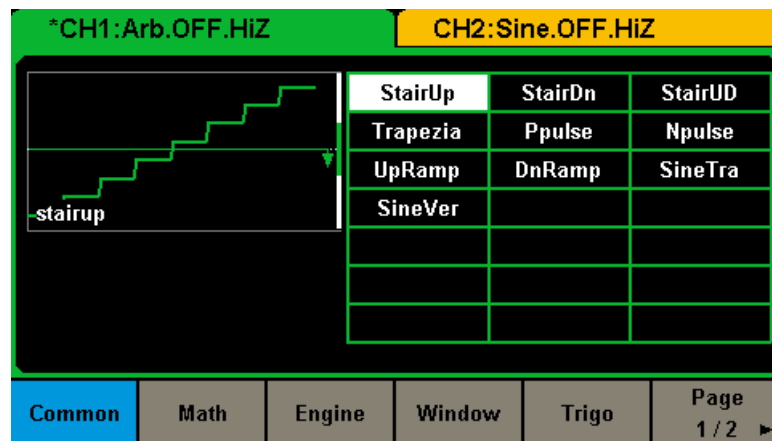 *CH1:Arb.OFF.HiZ CH2:Sine.OFF.HiZ
StairUp StairDn StairUD
Trapezia Ppulse Npulse
UpRamp DnRamp SineTra
SineVer
stairup
Common Math Engine Window Trigo Page
1/2 ►